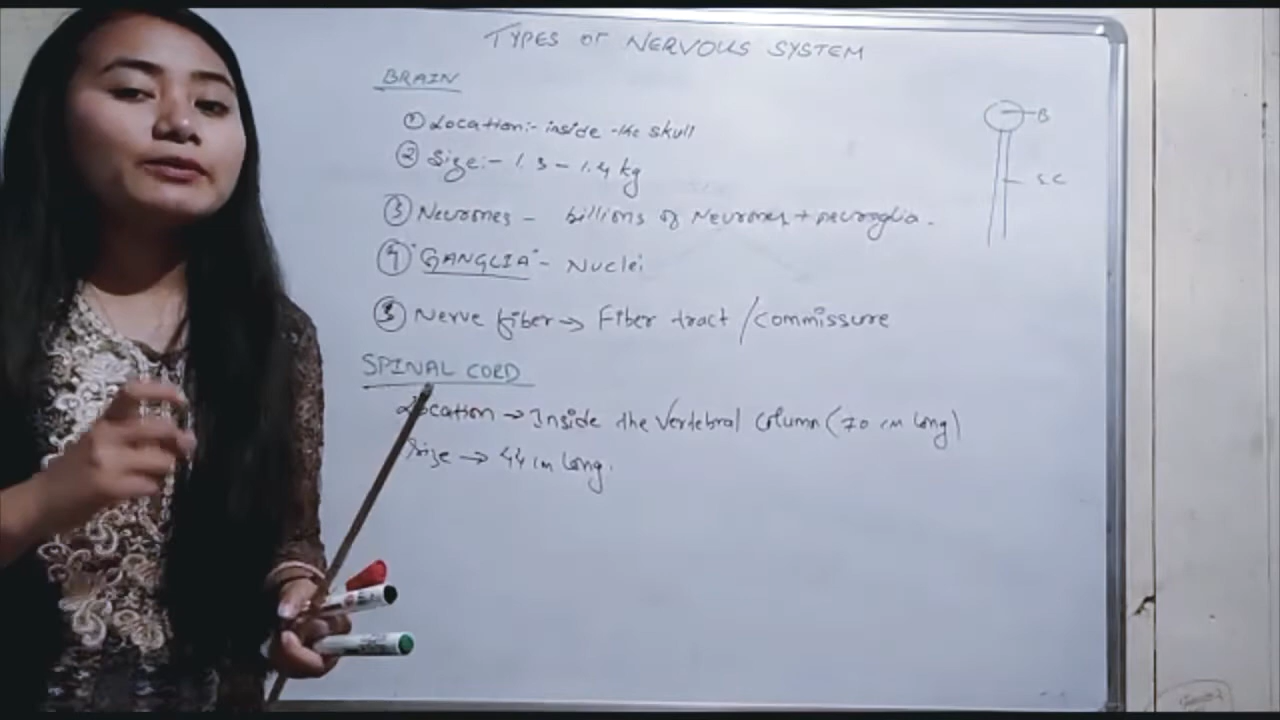 TYPES OF NERVOUS SYSTEM
BRAIN
① Location:- inside the skull
② Size:- 1.3 - 1.4 kg
③ Neurones - billions of Neurones + neuroglia.
④ "GANGLIA" - Nuclei
⑤ Nerve fiber → Fiber tract / commissure
B
S.C
SPINAL CORD
Location → Inside the Vertebral Column (70 cm long)
Size → 44 cm long.